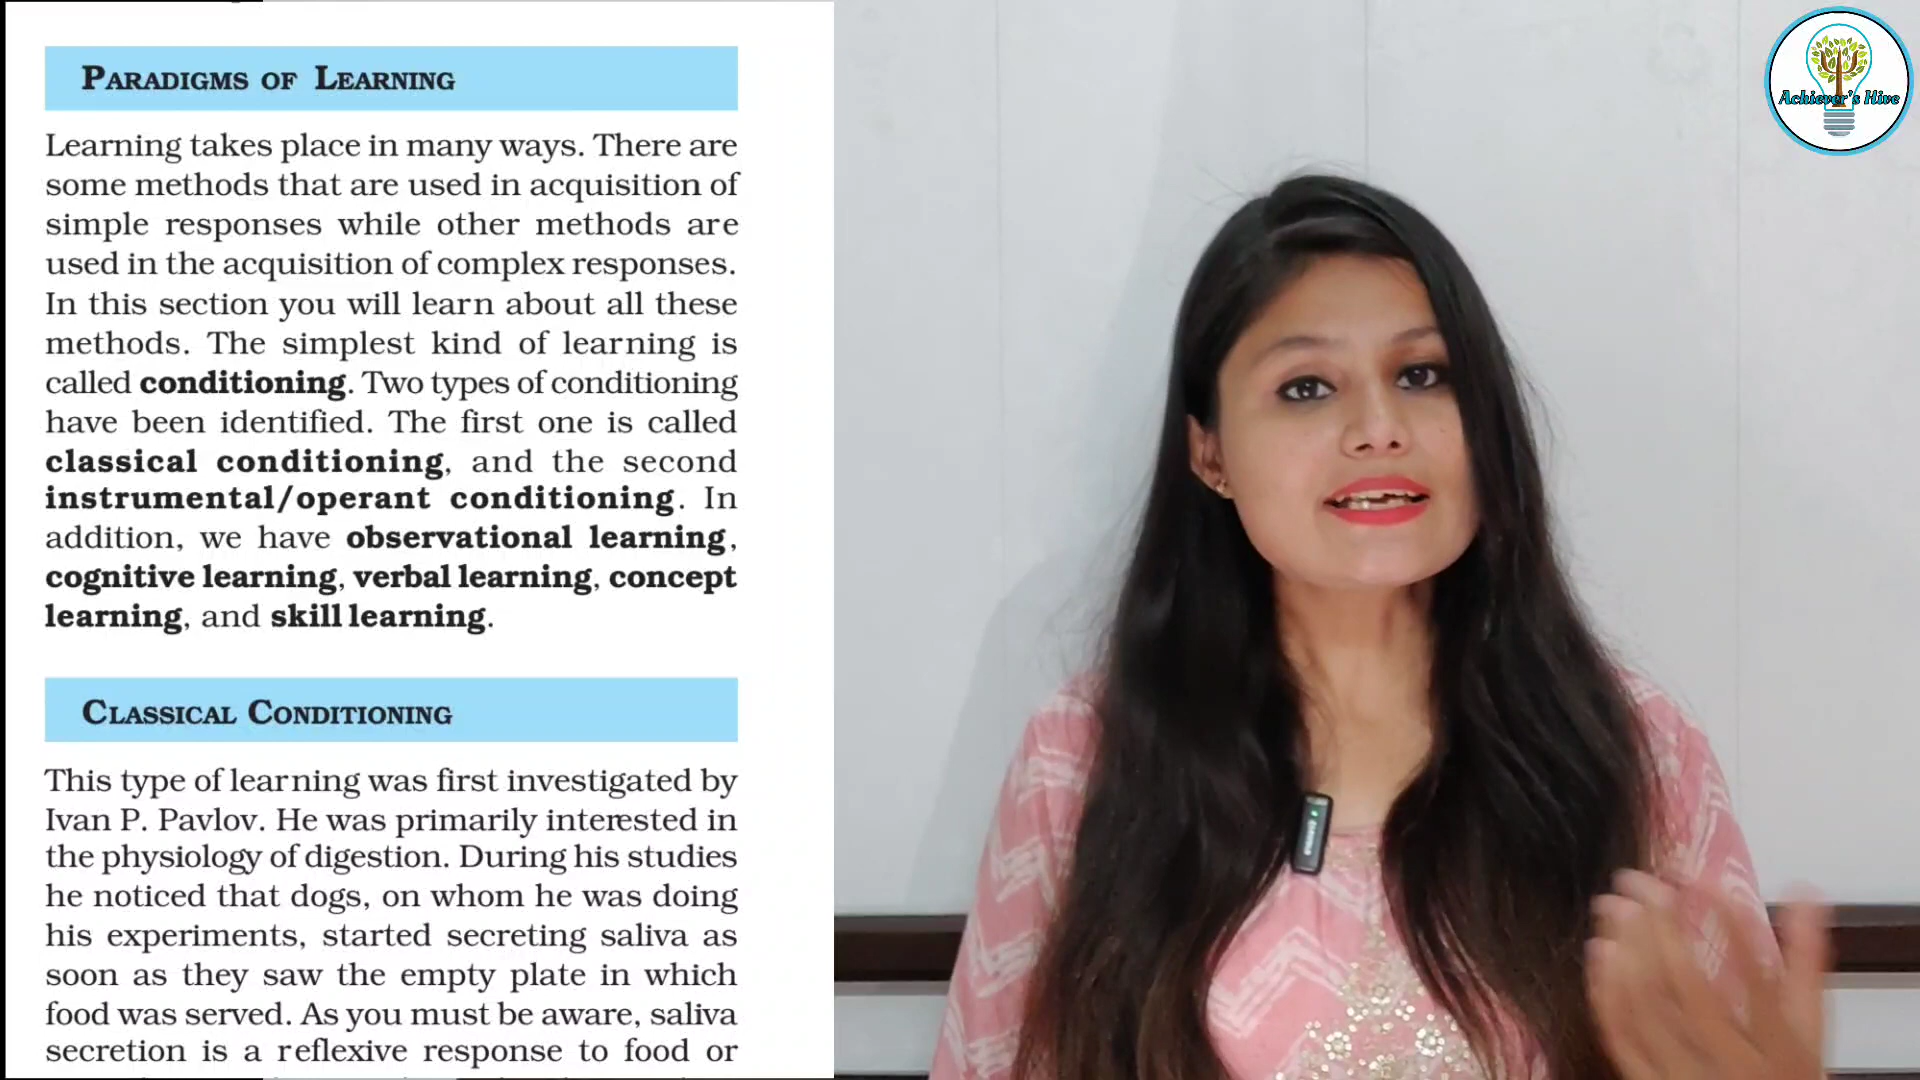 PARADIGMS OF LEARNING
Learning takes place in many ways. There are
some methods that are used in acquisition of
simple responses while other methods are
used in the acquisition of complex responses.
In this section you will learn about all these
methods. The simplest kind of learning is
called conditioning. Two types of conditioning
have been identified. The first one is called
classical conditioning, and the second
instrumental/operant conditioning. In
addition, we have observational learning,
cognitive learning, verbal learning, concept
learning, and skill learning.
CLASSICAL CONDITIONING
This type of learning was first investigated by
Ivan P. Pavlov. He was primarily interested in
the physiology of digestion. During his studies
he noticed that dogs, on whom he was doing
his experiments, started secreting saliva as
soon as they saw the empty plate in which
food was served. As you must be aware, saliva
secretion is a reflexive response to food or
Achiever's Hive